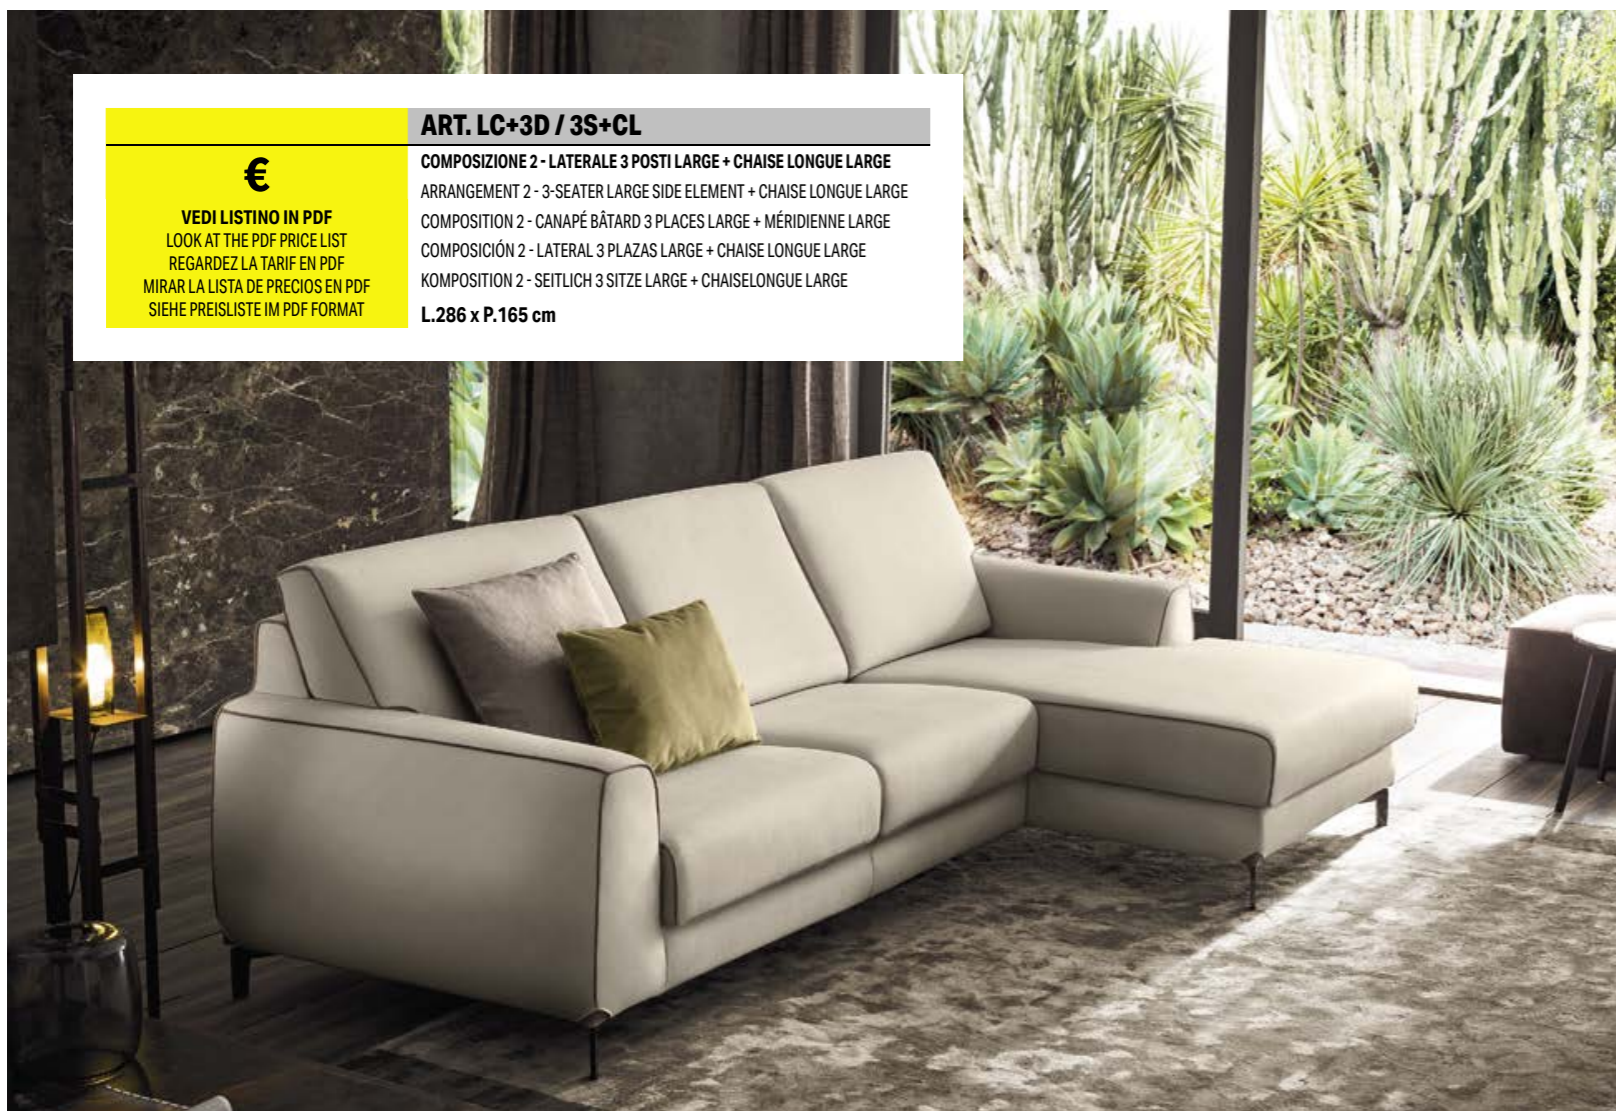 ART. LC+3D / 3S+CL
€
VEDI LISTINO IN PDF
LOOK AT THE PDF PRICE LIST
REGARDEZ LA TARIF EN PDF
MIRAR LA LISTA DE PRECIOS EN PDF
SIEHE PREISLISTE IM PDF FORMAT
COMPOSIZIONE 2 - LATERALE 3 POSTI LARGE + CHAISE LONGUE LARGE
ARRANGEMENT 2 - 3-SEATER LARGE SIDE ELEMENT + CHAISE LONGUE LARGE
COMPOSITION 2 - CANAPÉ BÂTARD 3 PLACES LARGE + MÉRIDIENNE LARGE
COMPOSICIÓN 2 - LATERAL 3 PLAZAS LARGE + CHAISE LONGUE LARGE
KOMPOSITION 2 - SEITLICH 3 SITZE LARGE + CHAISELONGUE LARGE
L.286 x P.165 cm